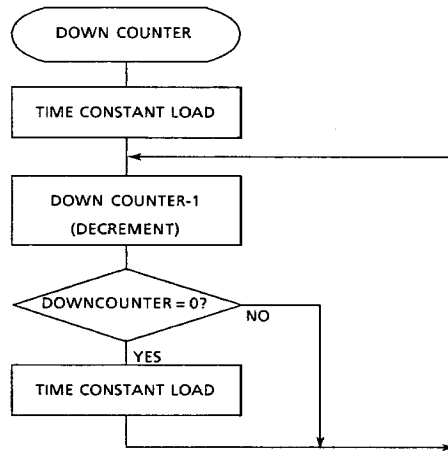 DOWN COUNTER
TIME CONSTANT LOAD
DOWN COUNTER-1
(DECREMENT)
DOWNCOUNTER = 0?
NO
YES
TIME CONSTANT LOAD